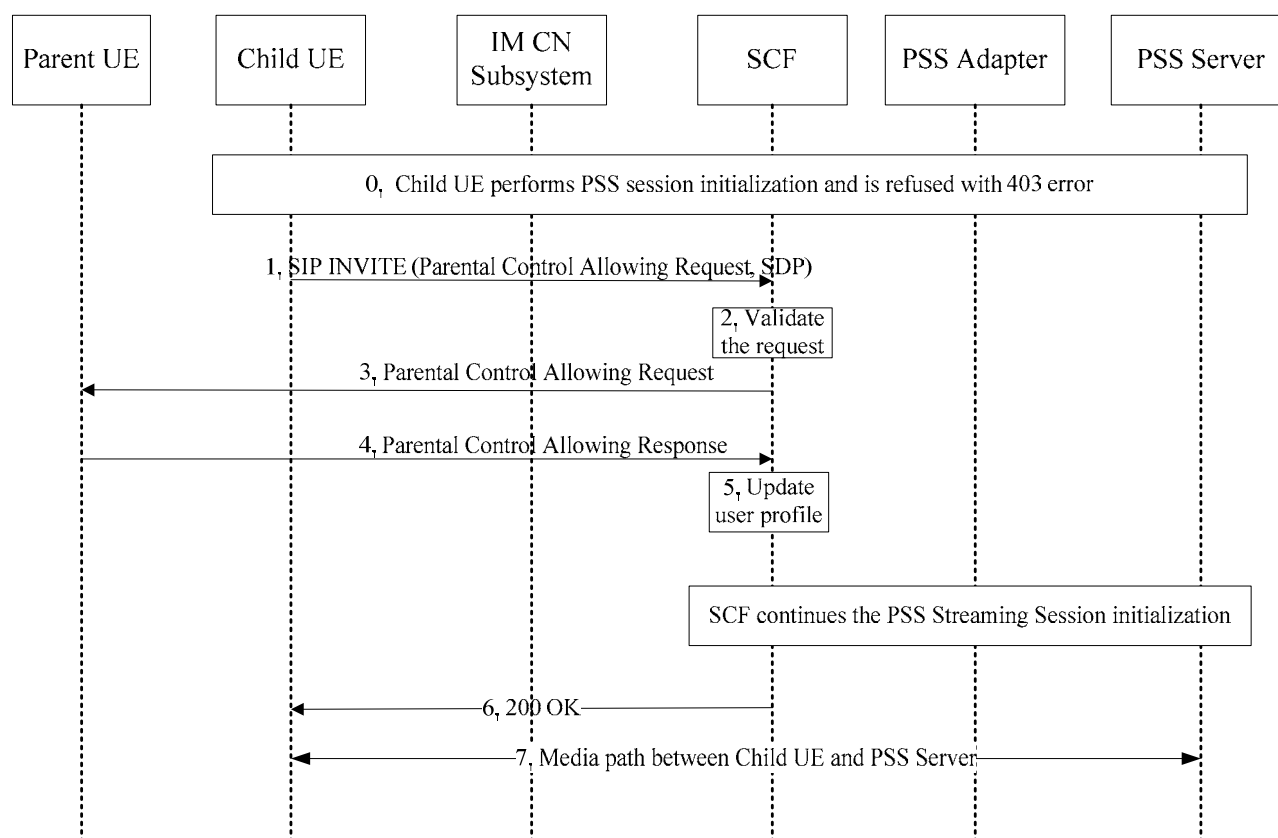 Parent UE
Child UE
IM CN
Subsystem
SCF
PSS Adapter
PSS Server
0, Child UE performs PSS session initialization and is refused with 403 error
1, SIP INVITE (Parental Control Allowing Request, SDP)
2, Validate
the request
3, Parental Control Allowing Request
4, Parental Control Allowing Response
5, Update
user profile
SCF continues the PSS Streaming Session initialization
6, 200 OK
7, Media path between Child UE and PSS Server